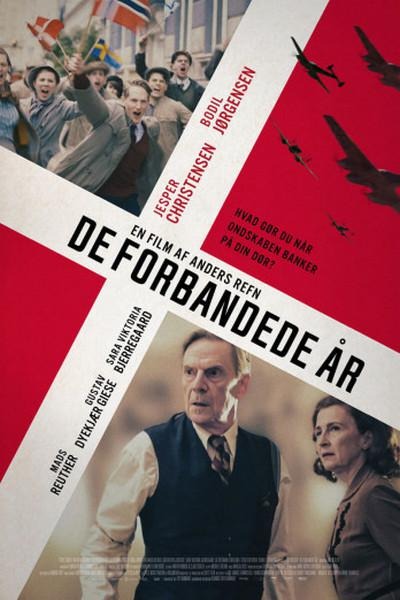 JESPER
CHRISTENSEN
BODIL
JØRGENSEN
HVAD GØR DU NÅR
ONDSKABEN BANKER
PÅ DIN DØR?
EN FILM AF ANDERS REFN
DE FORBANDEDE ÅR
MADS
REUTHER
GUSTAV
DYEKJÆR GIESE
SARA VIKTORIA
BJERREGAARD